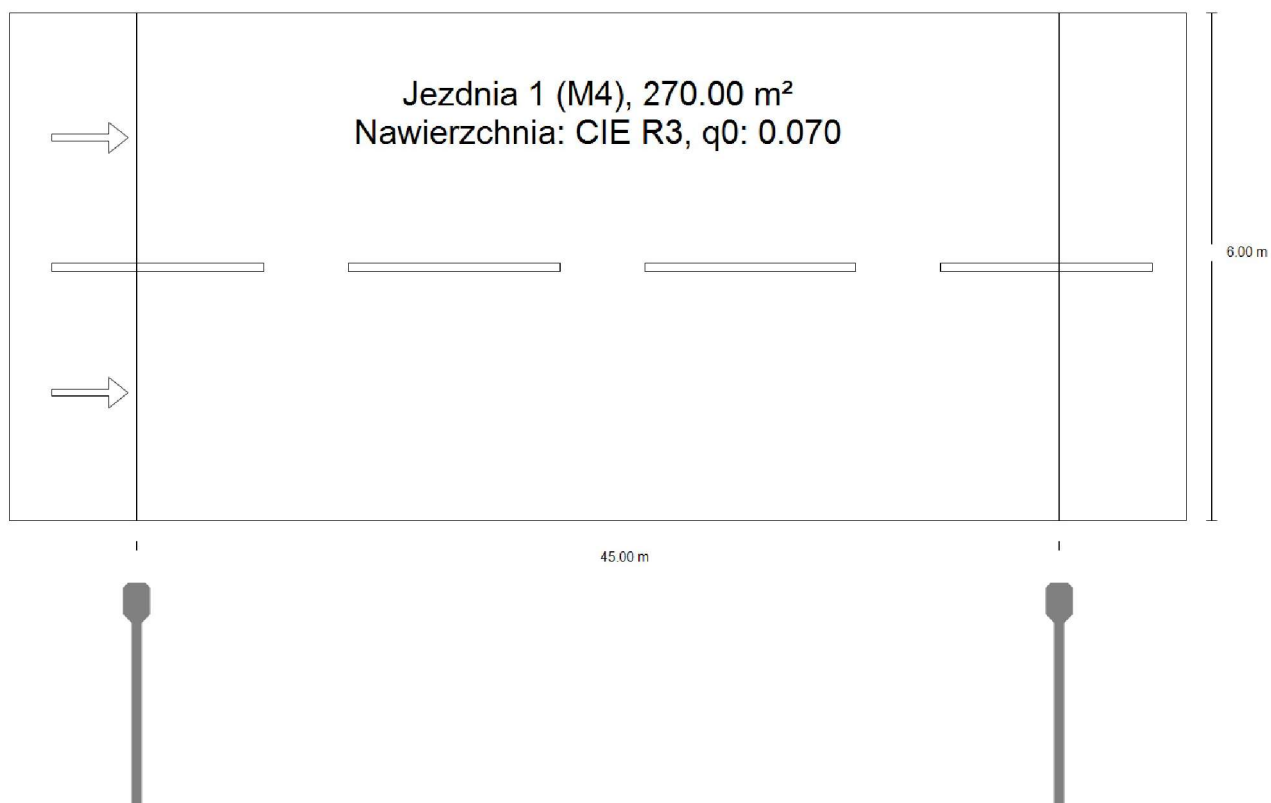 Jezdnia 1 (M4), 270.00 m²
Nawierzchnia: CIE R3, q0: 0.070
6.00 m
45.00 m